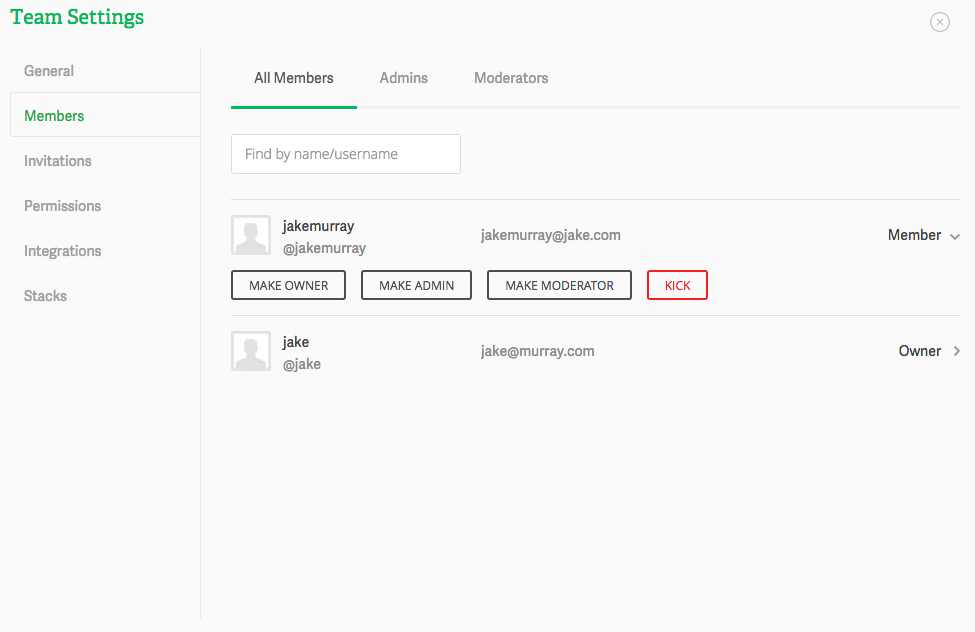 Team Settings
General
Members
Invitations
Permissions
Integrations
Stacks
All Members Admins Moderators
Find by name/username
jakemurray
@jakemurray
jakemurray@jake.com
Member
MAKE OWNER MAKE ADMIN MAKE MODERATOR KICK
jake
@jake
jake@murray.com
Owner